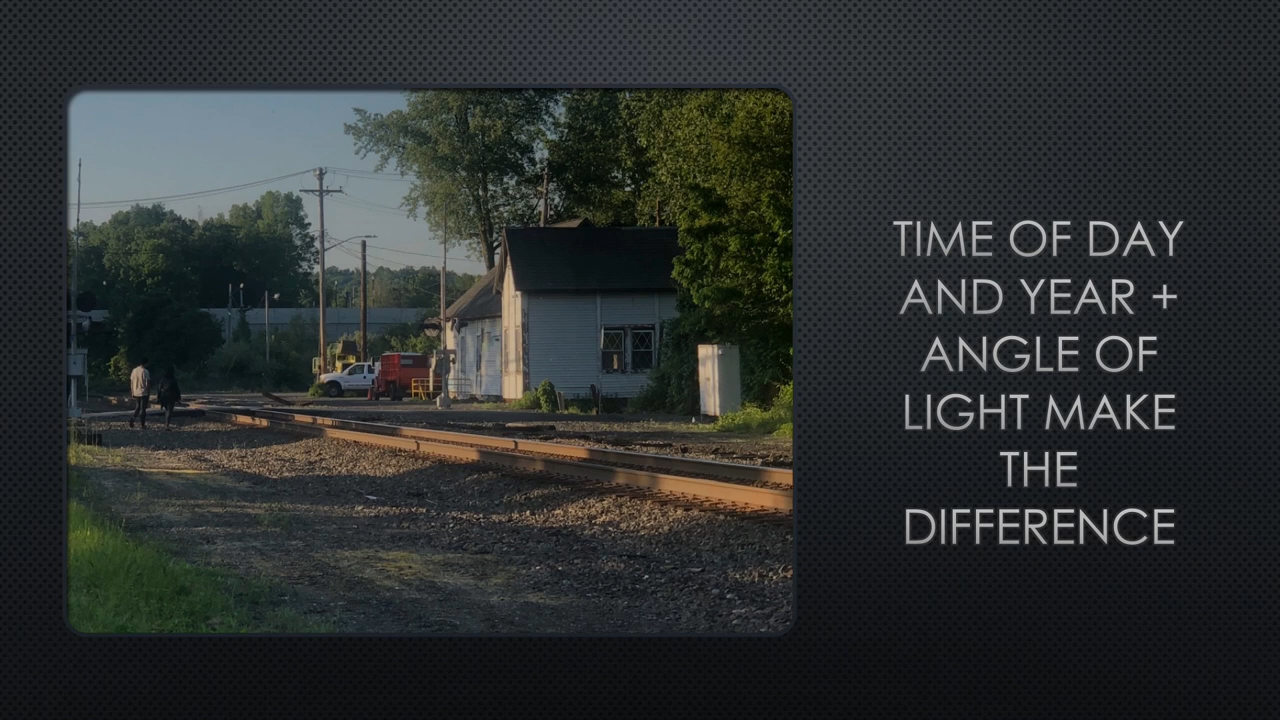 TIME OF DAY
AND YEAR +
ANGLE OF
LIGHT MAKE
THE
DIFFERENCE